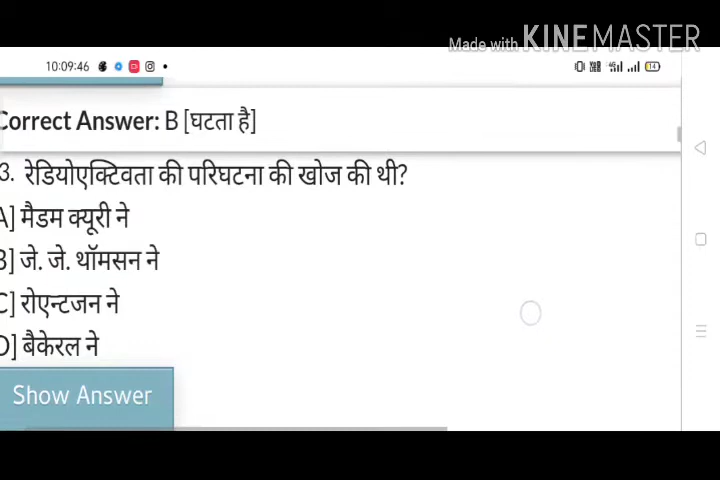 Made with KINEMASTER
10:09:46
Correct Answer: B [घटता है]
3. रेडियोएक्टिवता की परिघटना की खोज की थी?
A] मैडम क्यूरी ने
B] जे. जे. थॉमसन ने
C] रोएन्टजन ने
D] बैकेरल ने
Show Answer